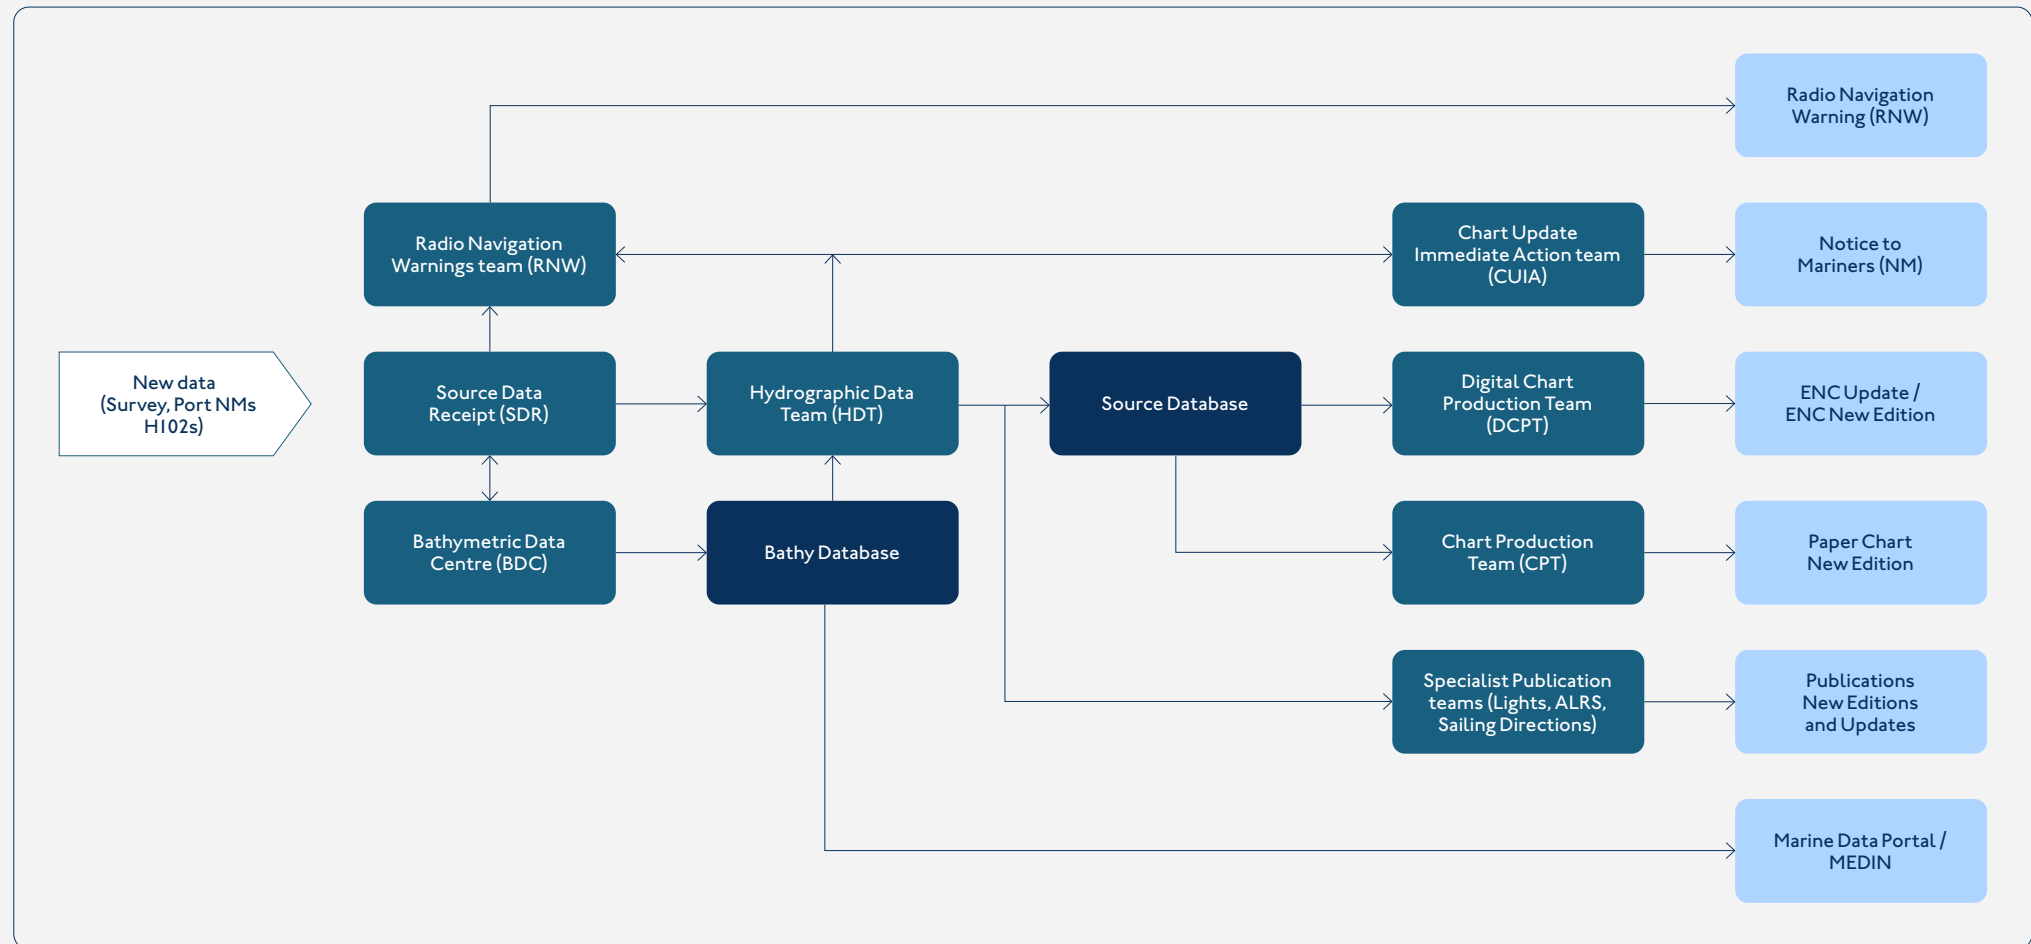 Radio Navigation
Warning (RNW)
Radio Navigation
Warnings team (RNW)
Chart Update
Immediate Action team
(CUIA)
Notice to
Mariners (NM)
New data
(Survey, Port NMs
H102s)
Source Data
Receipt (SDR)
Hydrographic Data
Team (HDT)
Source Database
Digital Chart
Production Team
(DCPT)
ENC Update /
ENC New Edition
Bathymetric Data
Centre (BDC)
Bathy Database
Chart Production
Team (CPT)
Paper Chart
New Edition
Specialist Publication
teams (Lights, ALRS,
Sailing Directions)
Publications
New Editions
and Updates
Marine Data Portal /
MEDIN